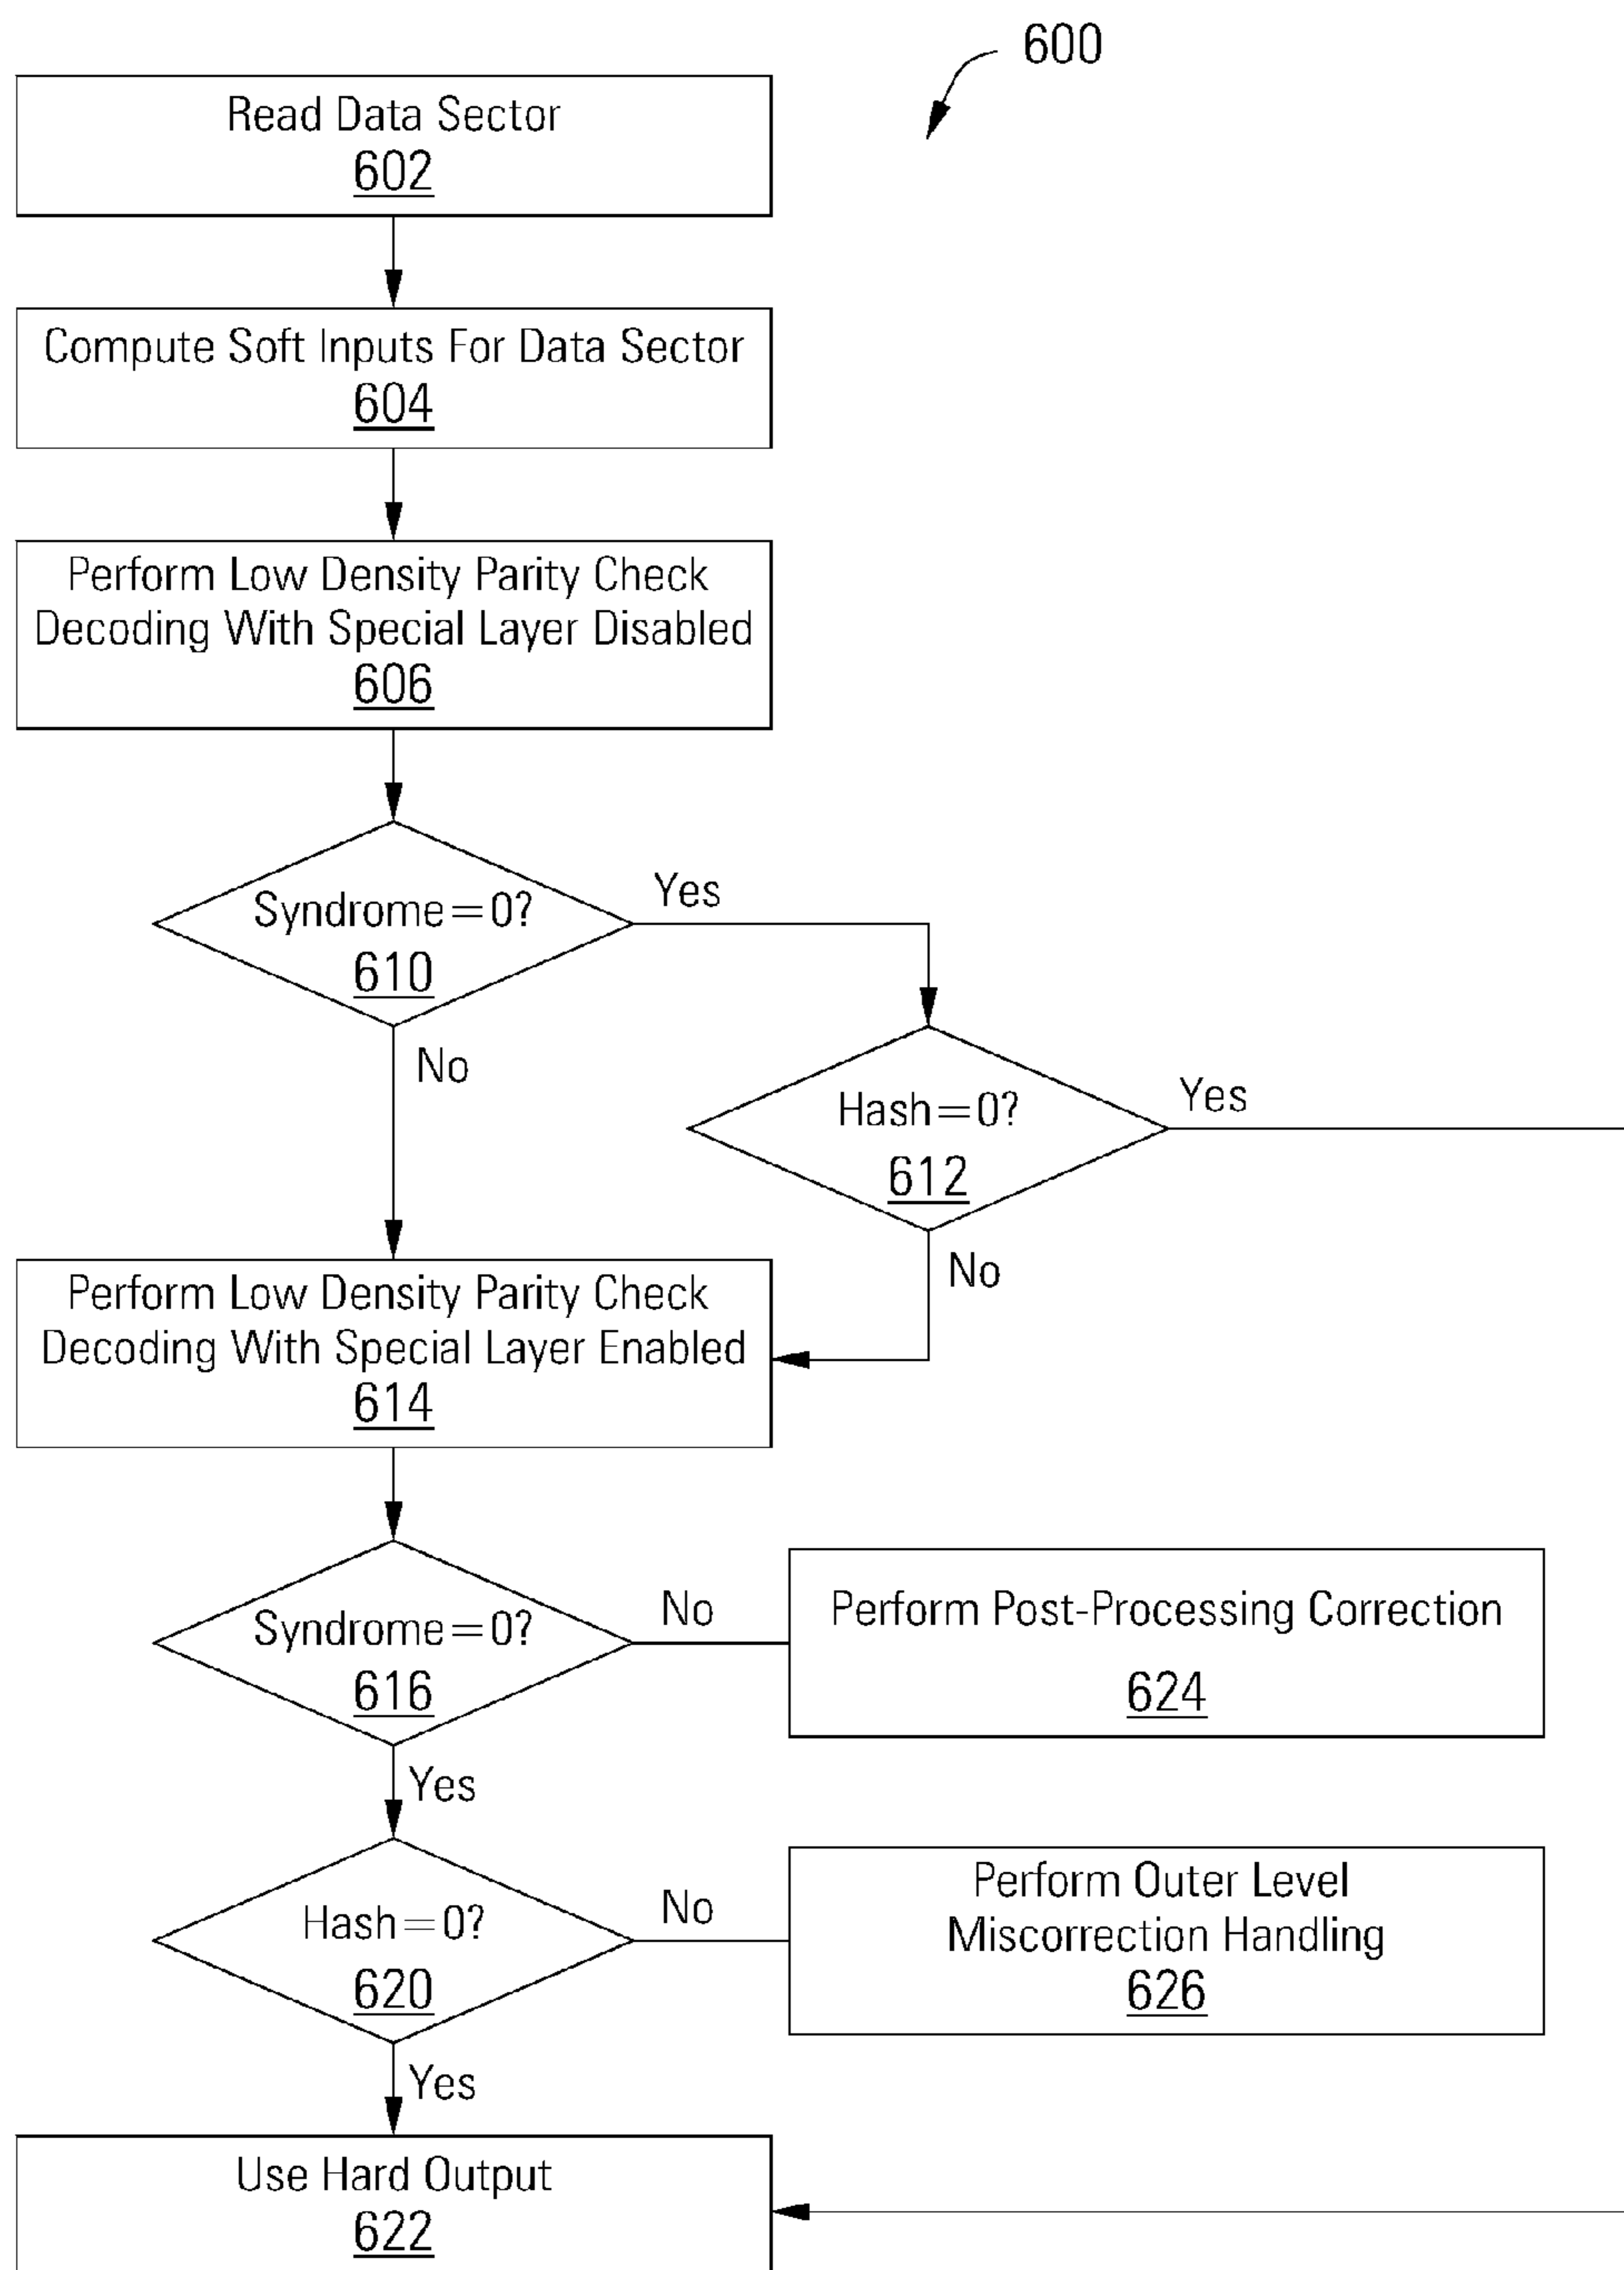 600
Read Data Sector
602
Compute Soft Inputs For Data Sector
604
Perform Low Density Parity Check
Decoding With Special Layer Disabled
606
Syndrome=0?
610
Yes
No
Hash=0?
612
Yes
No
Perform Low Density Parity Check
Decoding With Special Layer Enabled
614
Syndrome=0?
616
No
Yes
Perform Post-Processing Correction
624
Hash=0?
620
No
Yes
Perform Outer Level
Miscorrection Handling
626
Use Hard Output
622